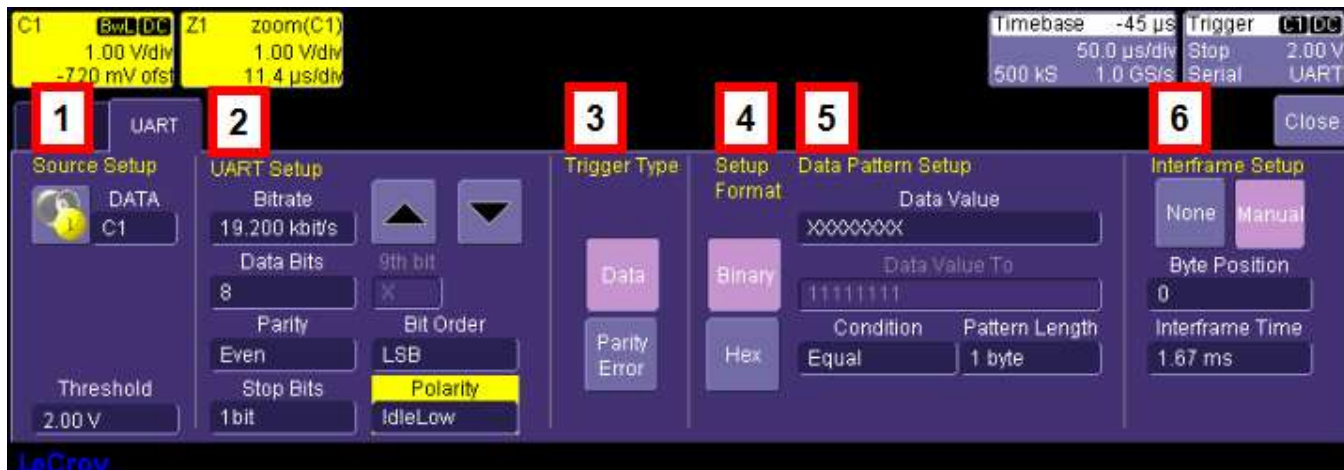 C1 BwL DC
1.00 V/div
-720 mV ofst
Z1 zoom(C1)
1.00 V/div
11.4 µs/div
Timebase -45 µs
50.0 µs/div
500 kS 1.0 GS/s
Trigger C1 DC
Stop 2.00 V
Serial UART
1
UART
2
3
4
5
6
Close
Source Setup
DATA
C1
Threshold
2.00 V
UART Setup
Bitrate
19.200 kbit/s
Data Bits
9th bit
8
X
Parity
Bit Order
Even
LSB
Stop Bits
Polarity
1bit
IdleLow
Trigger Type
Data
Parity
Error
Setup
Format
Binary
Hex
Data Pattern Setup
Data Value
XXXXXXXX
Data Value To
11111111
Condition
Pattern Length
Equal
1 byte
Interframe Setup
None
Manual
Byte Position
0
Interframe Time
1.67 ms
LeCroy